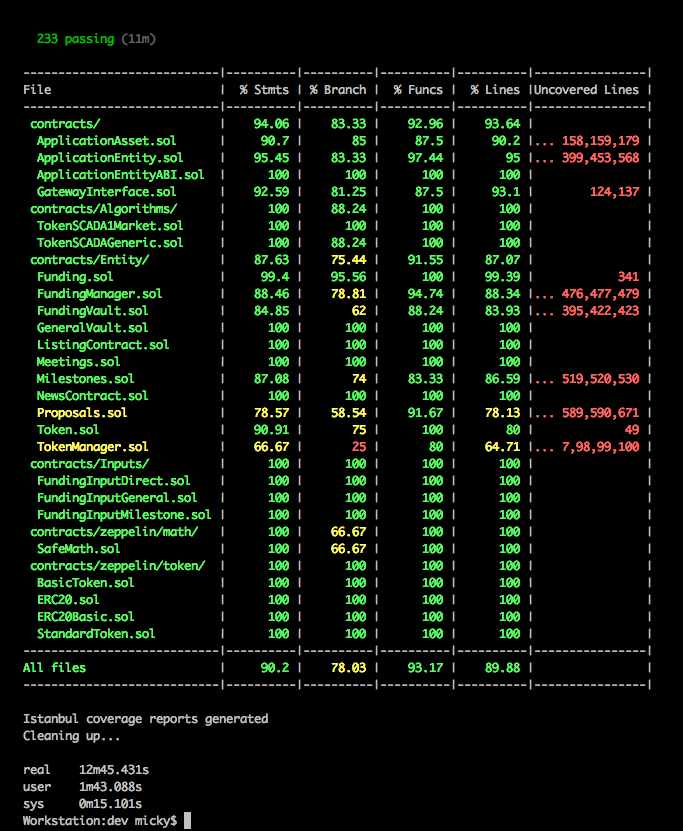 233 passing (11m)
---------------------------|----------|----------|----------|----------|----------------|
File                       |  % Stmts | % Branch |  % Funcs |  % Lines |Uncovered Lines |
---------------------------|----------|----------|----------|----------|----------------|
 contracts/                |    94.06 |    83.33 |    92.96 |    93.64 |                |
  ApplicationAsset.sol     |     90.7 |       85 |     87.5 |     90.2 |... 158,159,179 |
  ApplicationEntity.sol    |    95.45 |    83.33 |    97.44 |       95 |... 399,453,568 |
  ApplicationEntityABI.sol |      100 |      100 |      100 |      100 |                |
  GatewayInterface.sol     |    92.59 |    81.25 |     87.5 |     93.1 |        124,137 |
 contracts/Algorithms/     |      100 |    88.24 |      100 |      100 |                |
  TokenSCADA1Market.sol    |      100 |      100 |      100 |      100 |                |
  TokenSCADAGeneric.sol    |      100 |    88.24 |      100 |      100 |                |
 contracts/Entity/         |    87.63 |    75.44 |    91.55 |    87.07 |                |
  Funding.sol              |     99.4 |    95.56 |      100 |    99.39 |            341 |
  FundingManager.sol       |    88.46 |    78.81 |    94.74 |    88.34 |... 476,477,479 |
  FundingVault.sol         |    84.85 |       62 |    88.24 |    83.93 |... 395,422,423 |
  GeneralVault.sol         |      100 |      100 |      100 |      100 |                |
  ListingContract.sol      |      100 |      100 |      100 |      100 |                |
  Meetings.sol             |      100 |      100 |      100 |      100 |                |
  Milestones.sol           |    87.08 |       74 |    83.33 |    86.59 |... 519,520,530 |
  NewsContract.sol         |      100 |      100 |      100 |      100 |                |
  Proposals.sol            |    78.57 |    58.54 |    91.67 |    78.13 |... 589,590,671 |
  Token.sol                |    90.91 |       75 |      100 |       80 |             49 |
  TokenManager.sol         |    66.67 |       25 |       80 |    64.71 |... 7,98,99,100 |
 contracts/Inputs/         |      100 |      100 |      100 |      100 |                |
  FundingInputDirect.sol   |      100 |      100 |      100 |      100 |                |
  FundingInputGeneral.sol  |      100 |      100 |      100 |      100 |                |
  FundingInputMilestone.sol |      100 |      100 |      100 |      100 |                |
 contracts/zeppelin/math/  |      100 |    66.67 |      100 |      100 |                |
  SafeMath.sol             |      100 |    66.67 |      100 |      100 |                |
 contracts/zeppelin/token/ |      100 |      100 |      100 |      100 |                |
  BasicToken.sol           |      100 |      100 |      100 |      100 |                |
  ERC20.sol                |      100 |      100 |      100 |      100 |                |
  ERC20Basic.sol           |      100 |      100 |      100 |      100 |                |
  StandardToken.sol        |      100 |      100 |      100 |      100 |                |
---------------------------|----------|----------|----------|----------|----------------|
All files                  |     90.2 |    78.03 |    93.17 |    89.88 |                |
---------------------------|----------|----------|----------|----------|----------------|
Istanbul coverage reports generated
Cleaning up...
real    12m45.431s
user    1m43.088s
sys     0m15.101s
Workstation:dev micky$